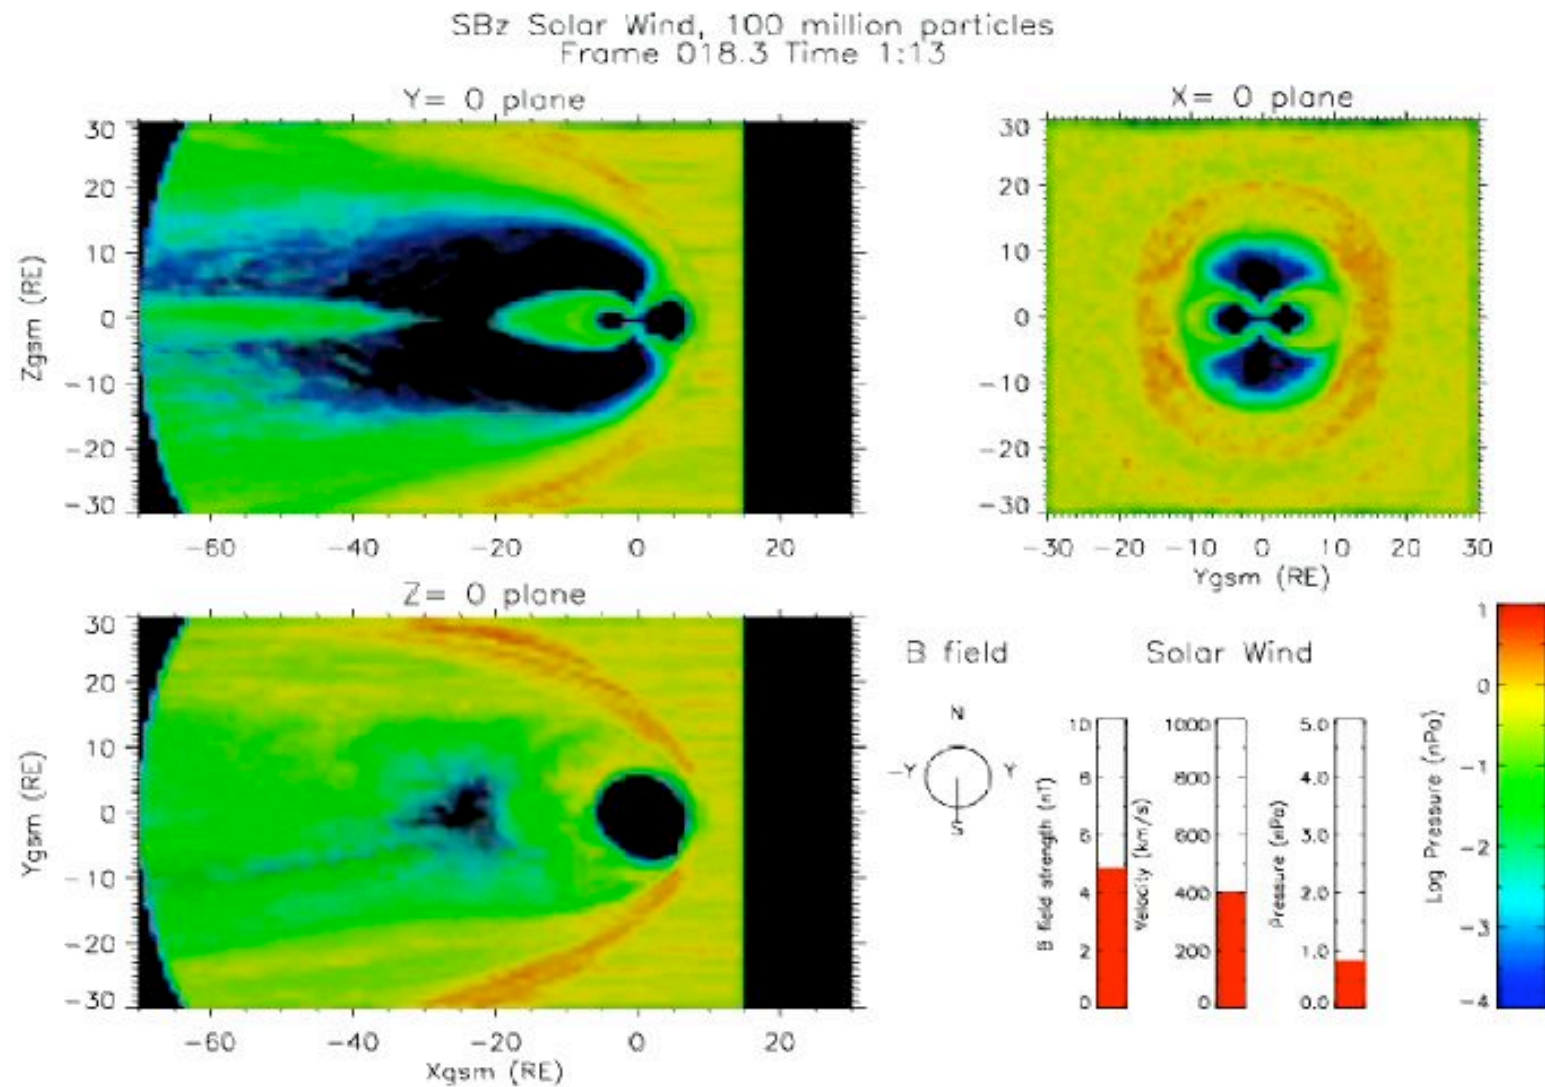 SBz Solar Wind, 100 million particles
Frame 018.3 Time 1:13
Y= 0 plane
30
20
10
0
-10
-20
-30
Zgsm (RE)
-60 -40 -20 0 20
X= 0 plane
30
20
10
0
-10
-20
-30
-30 -20 -10 0 10 20 30
Ygsm (RE)
Z= 0 plane
30
20
10
0
-10
-20
-30
Ygsm (RE)
-60 -40 -20 0 20
Xgsm (RE)
B field
N
-Y Y
S
Solar Wind
10
8
6
4
2
0
B field strength (nT)
1000
800
600
400
200
0
Velocity (km/s)
5.0
4.0
3.0
2.0
1.0
0.0
Pressure (nPa)
1
0
-1
-2
-3
-4
Log Pressure (nPa)